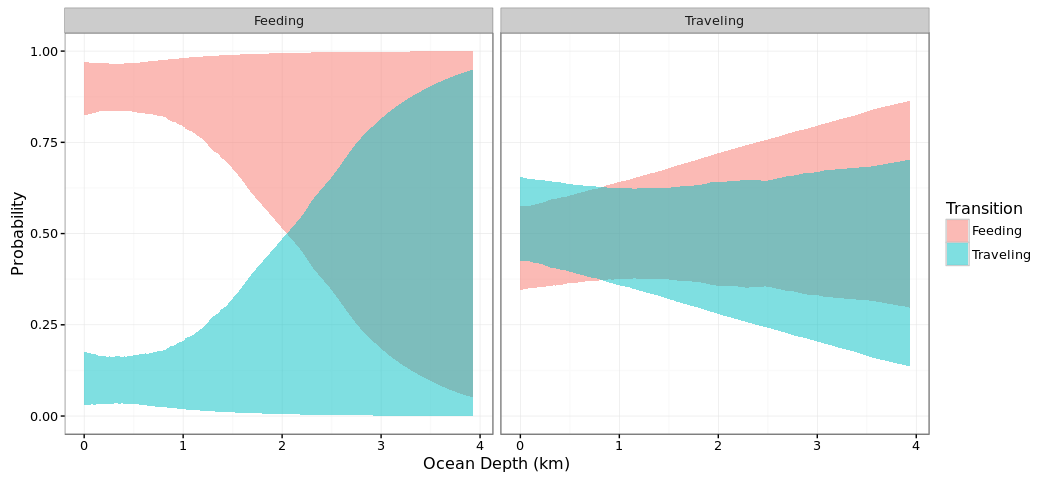 Feeding
Traveling
Probability
1.00
0.75
0.50
0.25
0.00
0 1 2 3 4
0 1 2 3 4
Ocean Depth (km)
Transition
Feeding
Traveling